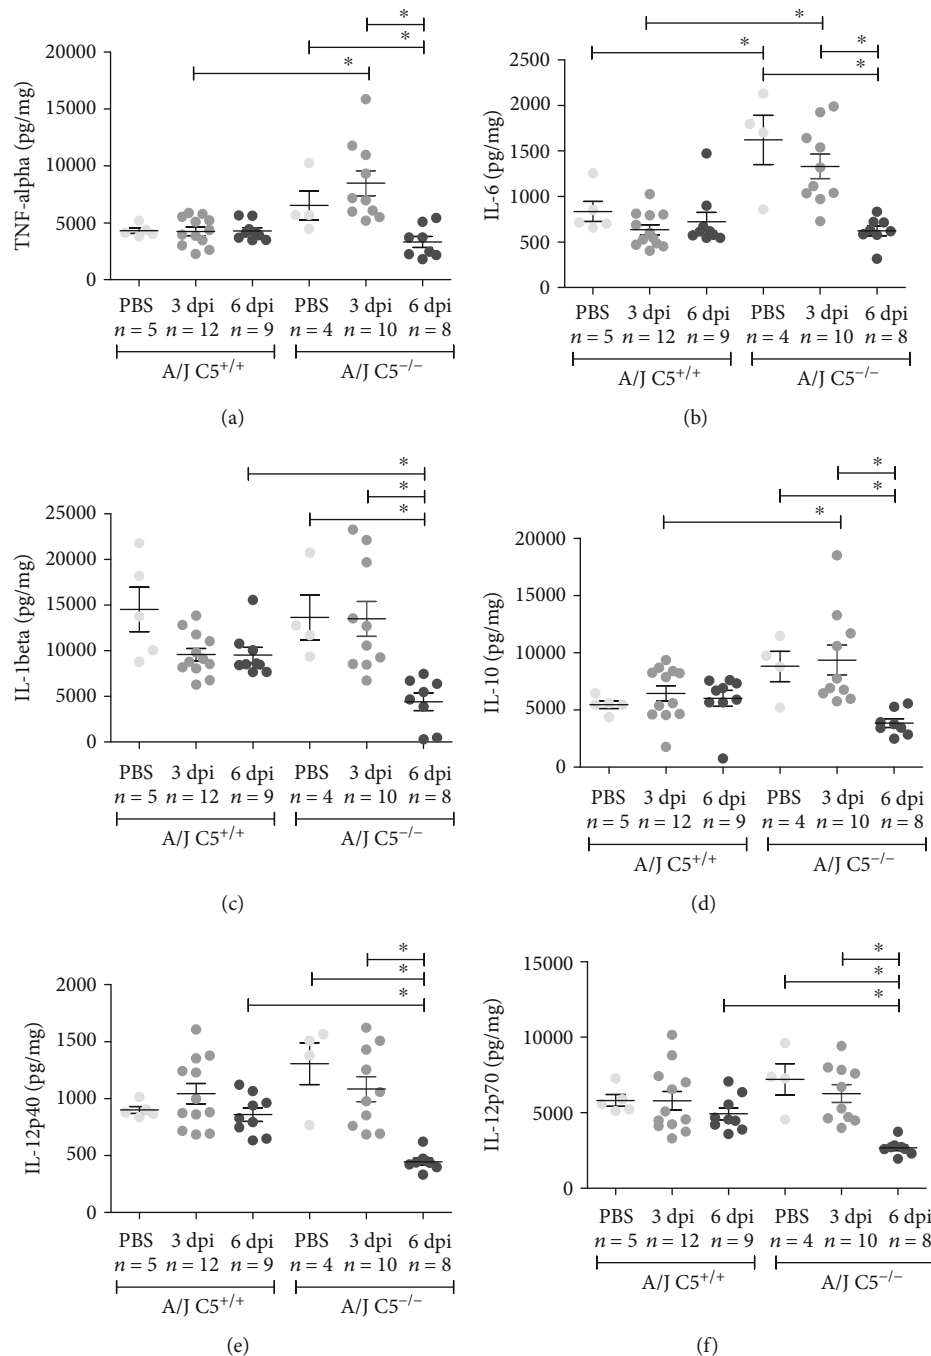 * * *
20000
15000
10000
5000
0
TNF-alpha (pg/mg)
PBS 3 dpi 6 dpi PBS 3 dpi 6 dpi
n = 5 n = 12 n = 9 n = 4 n = 10 n = 8
A/J C5+/+ A/J C5−/−
(a)
* * * *
2500
2000
1500
1000
500
0
IL-6 (pg/mg)
PBS 3 dpi 6 dpi PBS 3 dpi 6 dpi
n = 5 n = 12 n = 9 n = 4 n = 10 n = 8
A/J C5+/+ A/J C5−/−
(b)
* * *
25000
20000
15000
10000
5000
0
IL-1beta (pg/mg)
PBS 3 dpi 6 dpi PBS 3 dpi 6 dpi
n = 5 n = 12 n = 9 n = 4 n = 10 n = 8
A/J C5+/+ A/J C5−/−
(c)
* * *
20000
15000
10000
5000
0
IL-10 (pg/mg)
PBS 3 dpi 6 dpi PBS 3 dpi 6 dpi
n = 5 n = 12 n = 9 n = 4 n = 10 n = 8
A/J C5+/+ A/J C5−/−
(d)
* * *
2000
1500
1000
500
0
IL-12p40 (pg/mg)
PBS 3 dpi 6 dpi PBS 3 dpi 6 dpi
n = 5 n = 12 n = 9 n = 4 n = 10 n = 8
A/J C5+/+ A/J C5−/−
(e)
* * *
15000
10000
5000
0
IL-12p70 (pg/mg)
PBS 3 dpi 6 dpi PBS 3 dpi 6 dpi
n = 5 n = 12 n = 9 n = 4 n = 10 n = 8
A/J C5+/+ A/J C5−/−
(f)